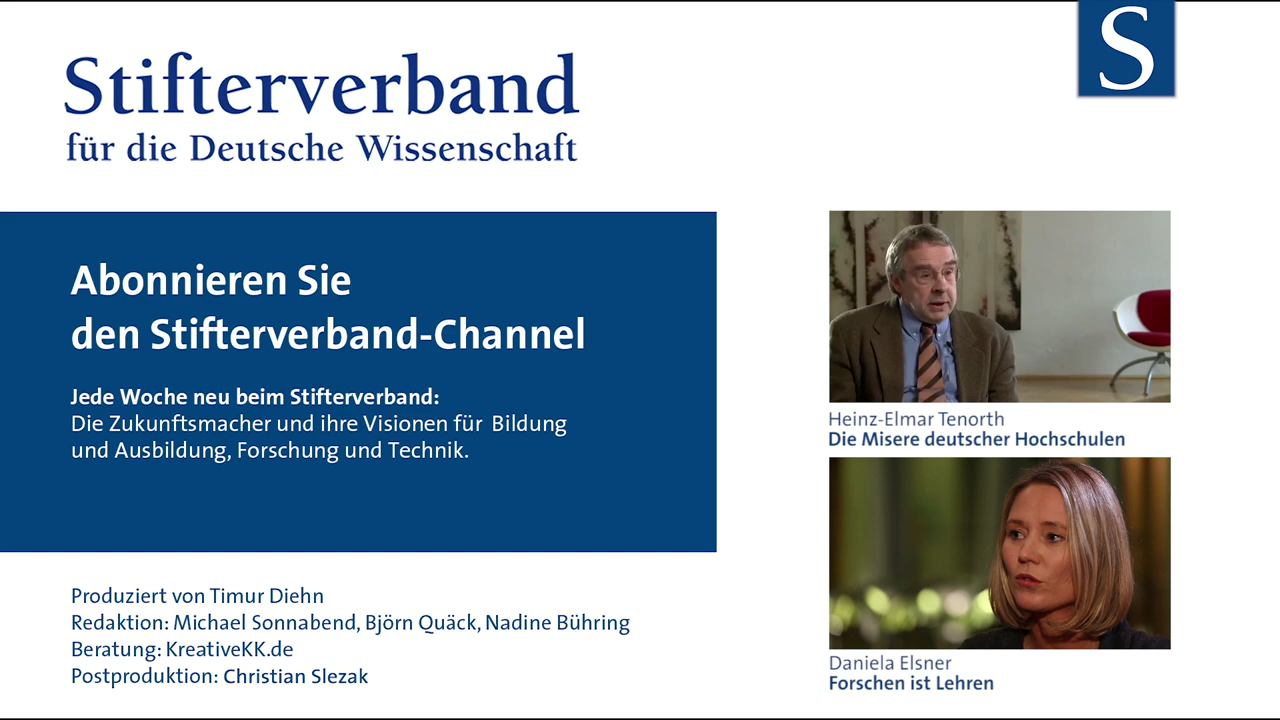 Stifterverband
für die Deutsche Wissenschaft
S
Abonnieren Sie
den Stifterverband-Channel
Jede Woche neu beim Stifterverband:
Die Zukunftsmacher und ihre Visionen für Bildung
und Ausbildung, Forschung und Technik.
Heinz-Elmar Tenorth
Die Misere deutscher Hochschulen
Daniela Elsner
Forschen ist Lehren
Produziert von Timur Diehn
Redaktion: Michael Sonnabend, Björn Quäck, Nadine Bühring
Beratung: KreativeKK.de
Postproduktion: Christian Slezak